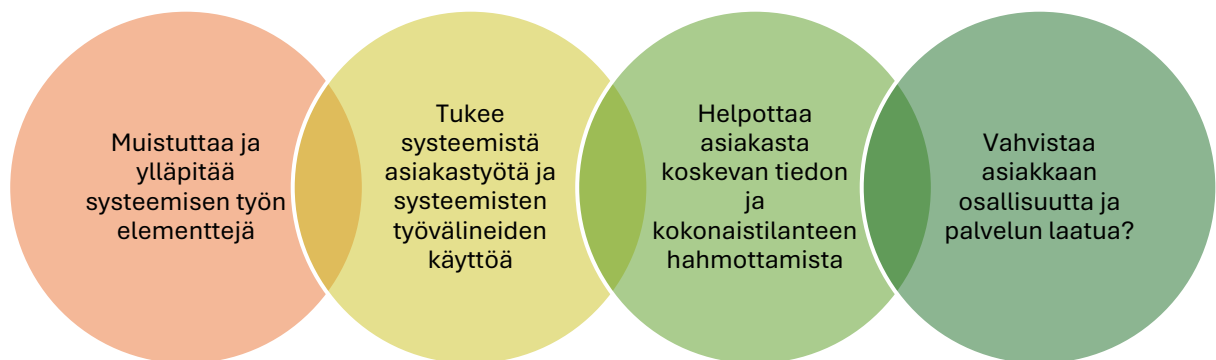 Muistuttaa ja
ylläpitää
systeemisen työn
elementtejä
Tukee
systeemistä
asiakastyötä ja
systeemisten
työvälineiden
käyttöä
Helpottaa
asiakasta
koskevan tiedon
ja
kokonaistilanteen
hahmottamista
Vahvistaa
asiakkaan
osallisuutta ja
palvelun laatua?